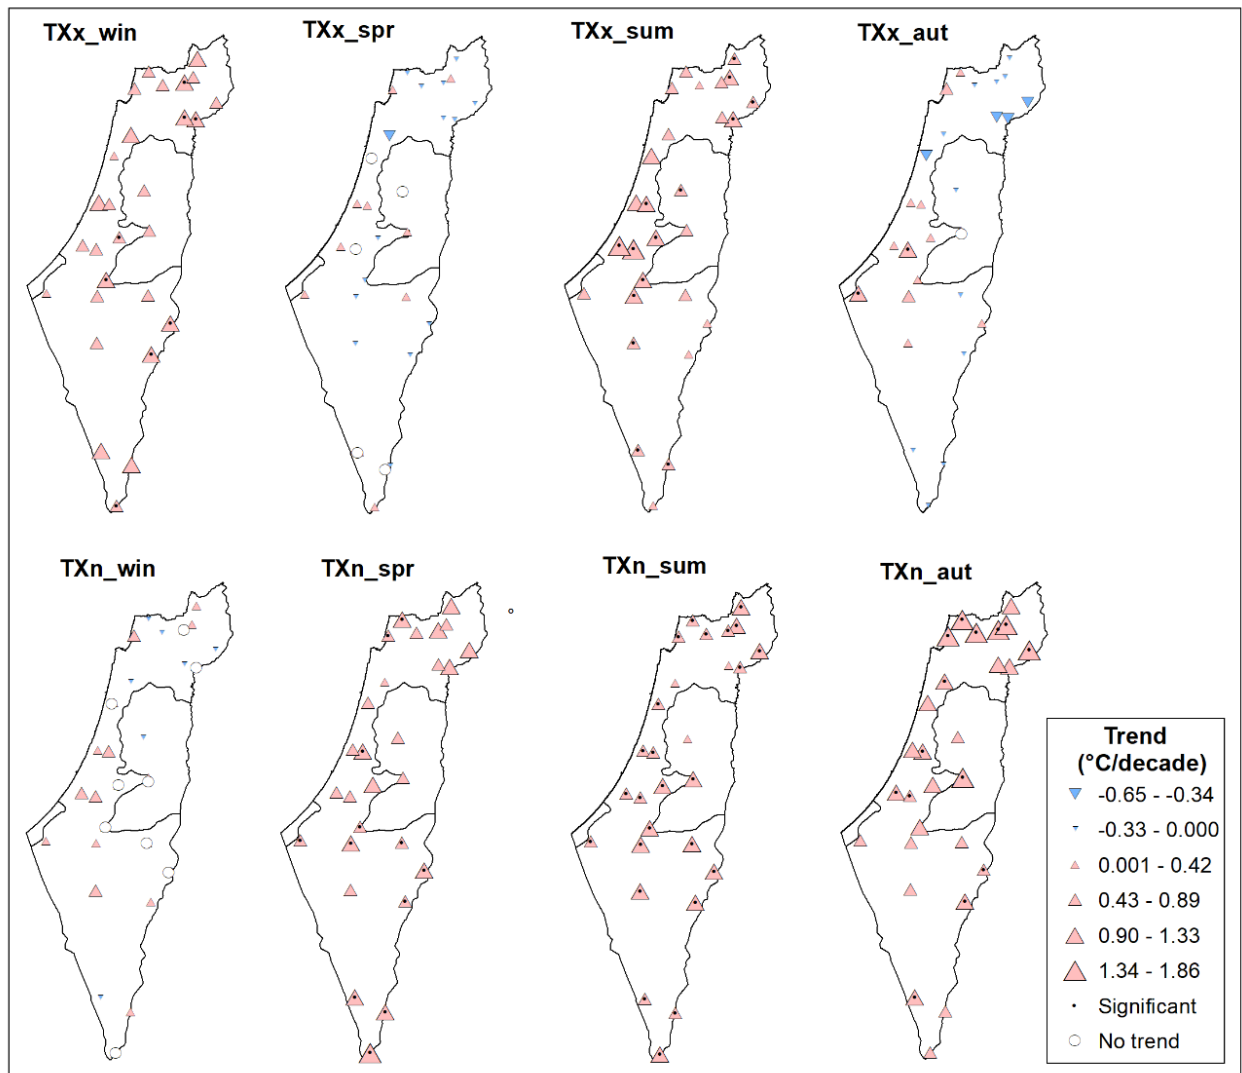 TXx_win
TXx_spr
TXx_sum
TXx_aut
TXn_win
TXn_spr
TXn_sum
TXn_aut
Trend
(°C/decade)
-0.65 - -0.34
-0.33 - 0.000
0.001 - 0.42
0.43 - 0.89
0.90 - 1.33
1.34 - 1.86
Significant
No trend